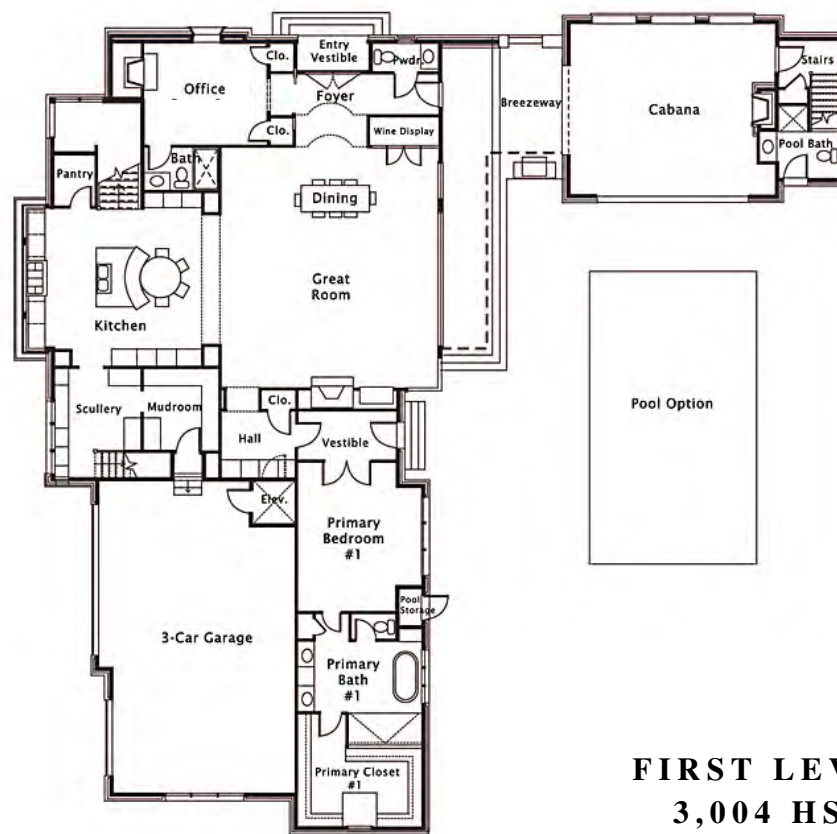 Entry
Vestible
Clo.
Pwdr.
Stairs
Office
Foyer
Breezeway
Cabana
Clo.
Wine Display
Pool Bath
Bath
Pantry
Dining
Great
Room
Kitchen
Pool Option
Scullery
Mudroom
Clo.
Hall
Vestible
Elev.
Primary
Bedroom
#1
Pool
Storage
3-Car Garage
Primary
Bath
#1
Primary Closet
#1
FIRST LEV
3,004 HS